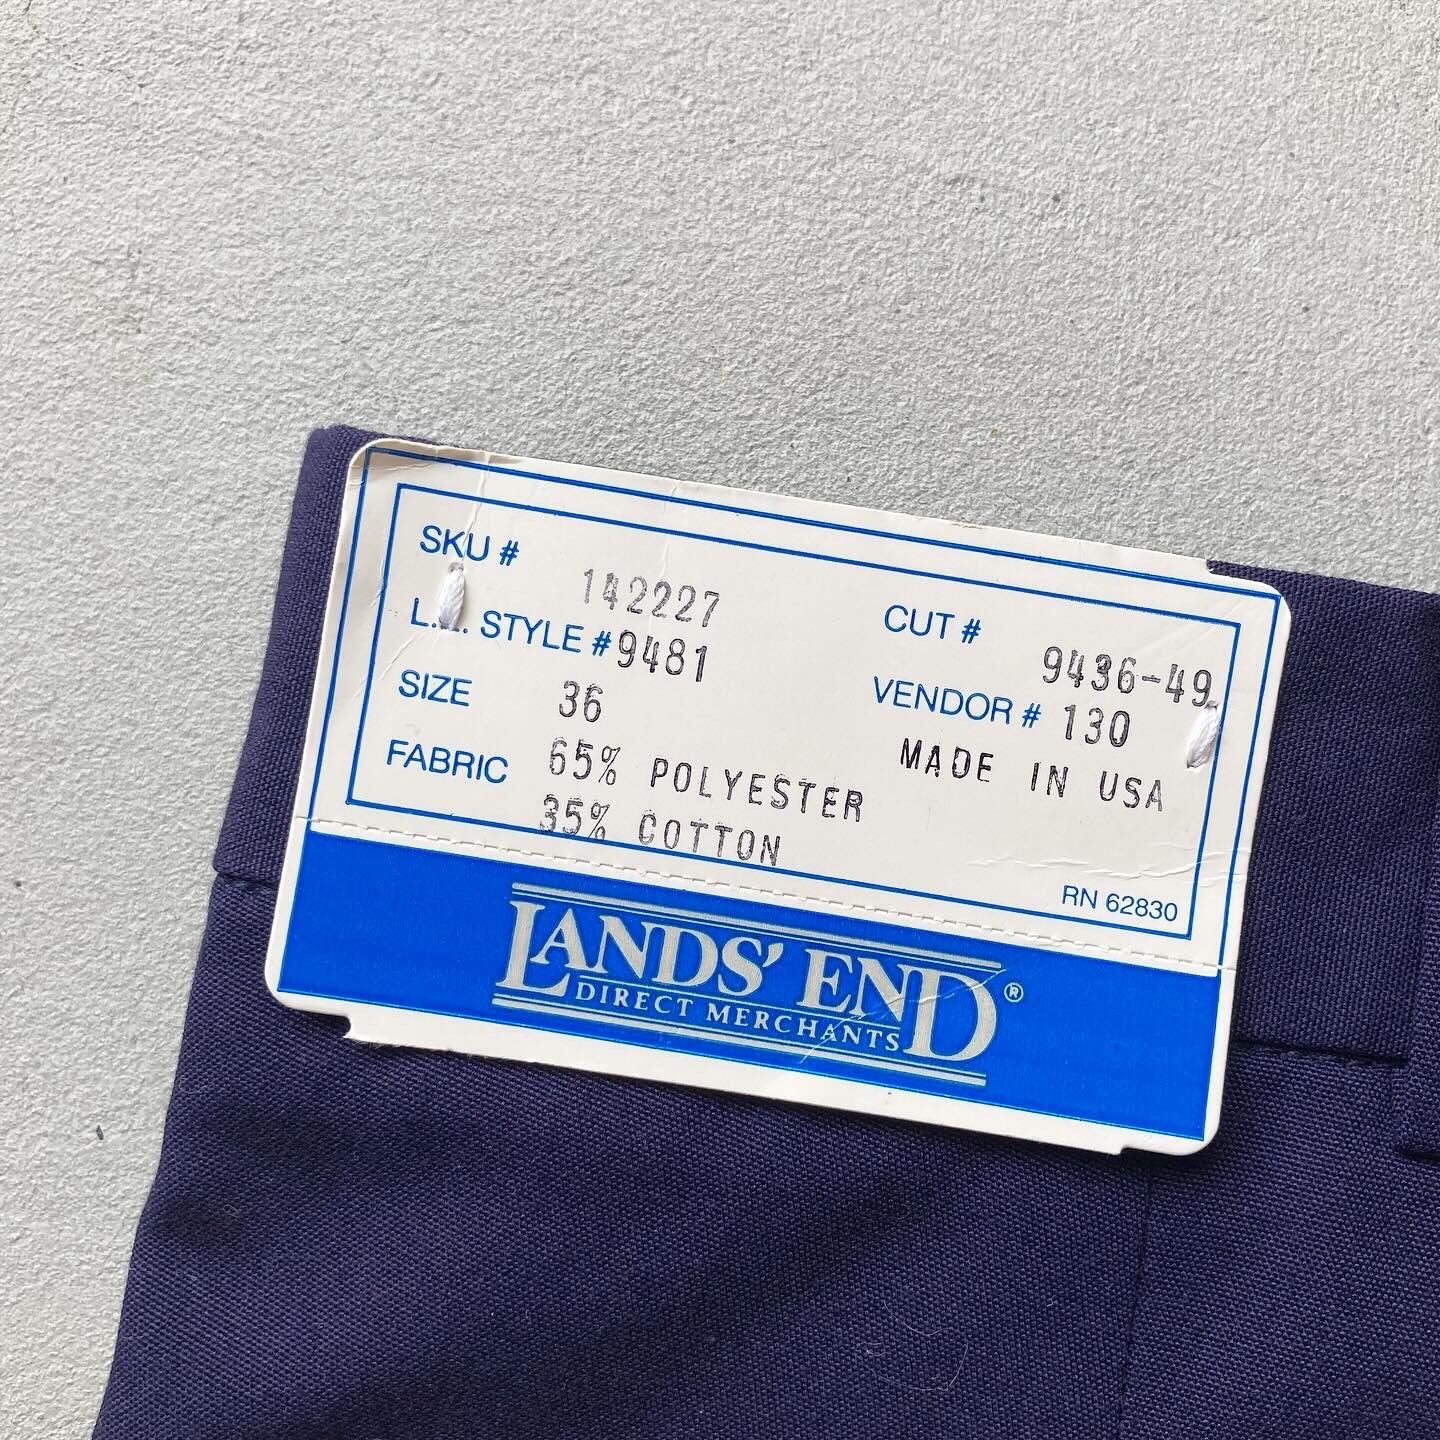 SKU # 142227
L.E. STYLE # 9481
SIZE 36
FABRIC 65% POLYESTER
35% COTTON
CUT # 9436-49
VENDOR # 130
MADE IN USA
RN 62830
LANDS' END®
DIRECT MERCHANTS